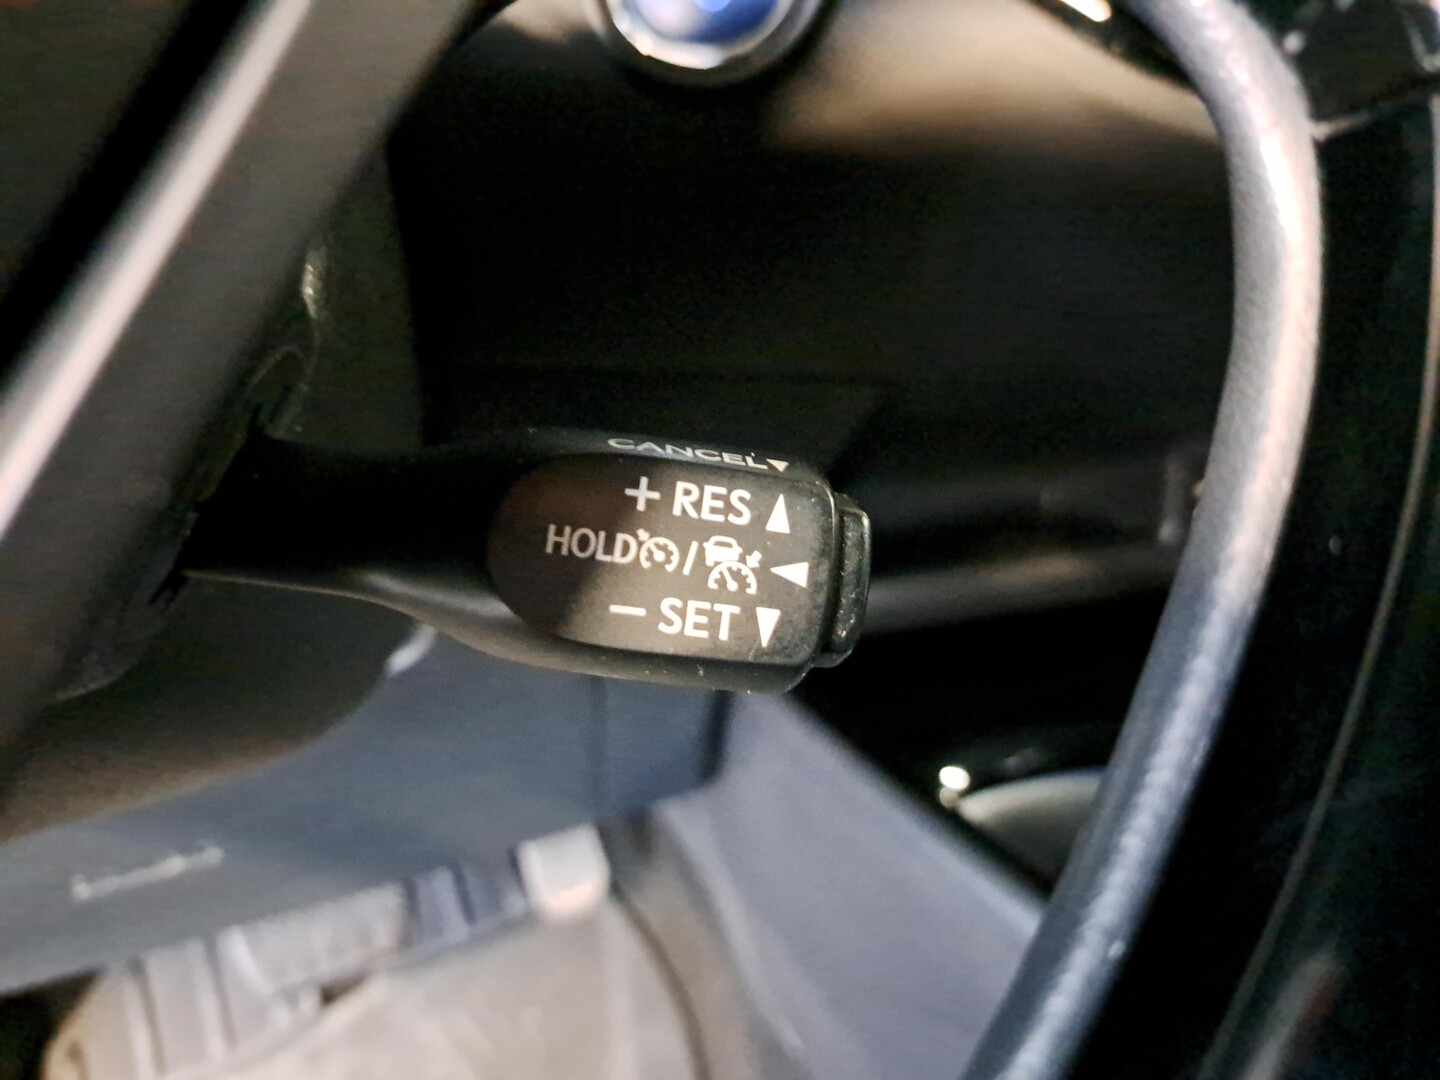 CANCEL
+ RES
HOLD /
− SET